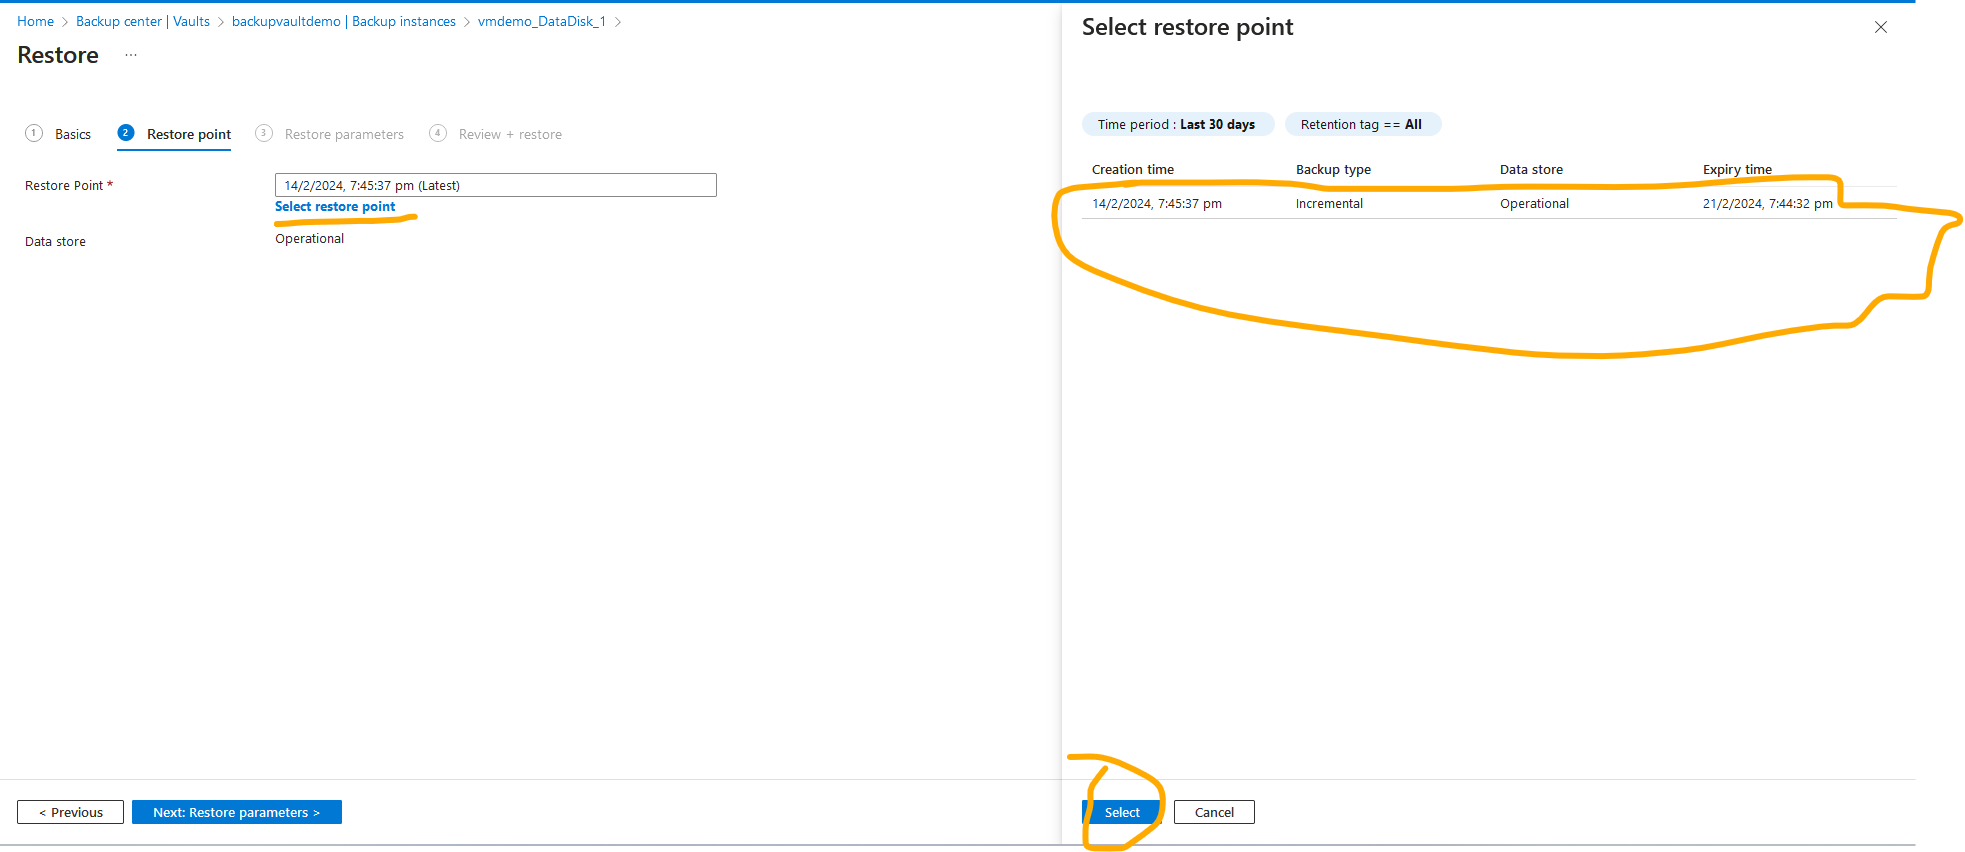 Home > Backup center | Vaults > backupvaultdemo | Backup instances > vmdemo_DataDisk_1 >
Restore ...
1 Basics 2 Restore point 3 Restore parameters 4 Review + restore
Restore Point * 14/2/2024, 7:45:37 pm (Latest)
Select restore point
Data store Operational
< Previous Next: Restore parameters >
Select restore point
Time period : Last 30 days Retention tag == All
Creation time Backup type Data store Expiry time
14/2/2024, 7:45:37 pm Incremental Operational 21/2/2024, 7:44:32 pm
Select Cancel